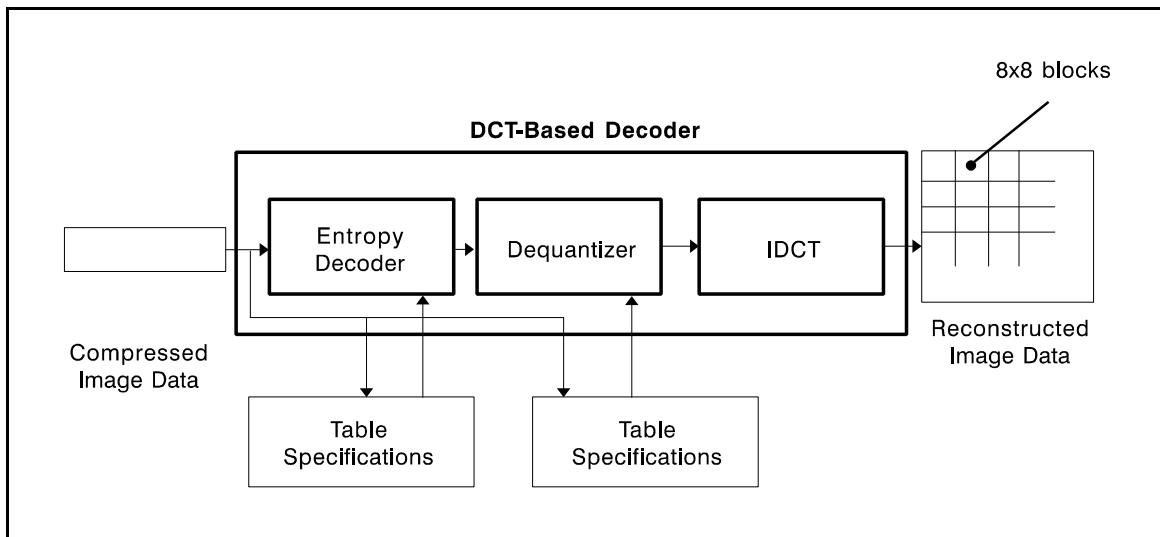 8x8 blocks
DCT-Based Decoder
Entropy
Decoder
Dequantizer
IDCT
Compressed
Image Data
Reconstructed
Image Data
Table
Specifications
Table
Specifications